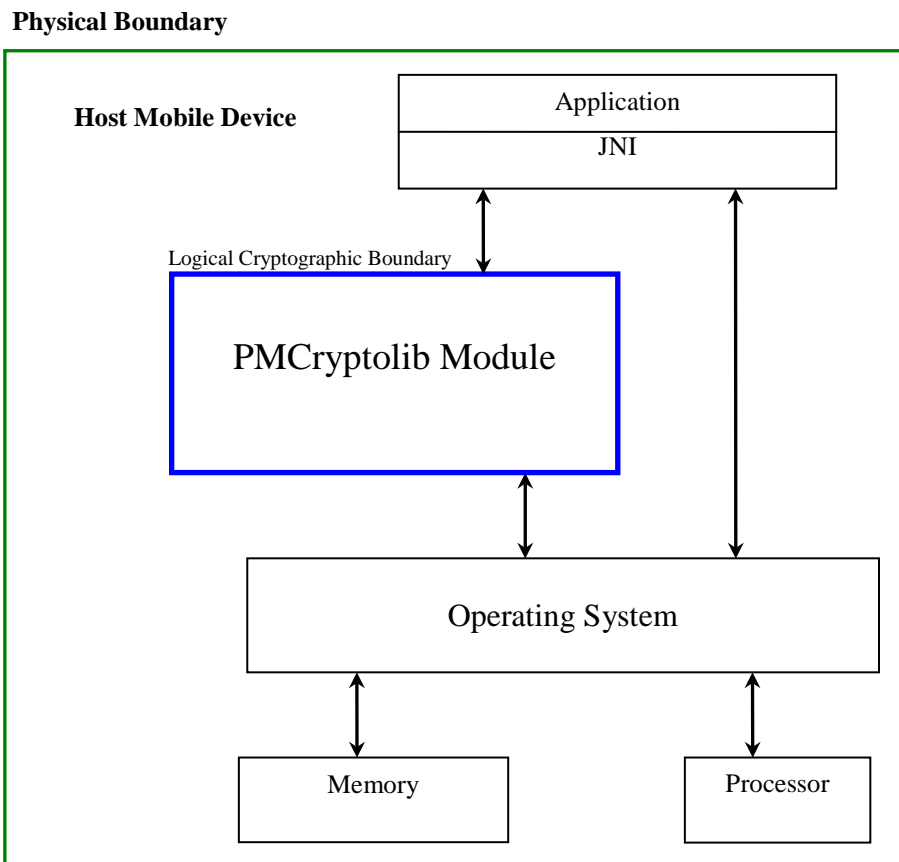 Physical Boundary
Application
Host Mobile Device
JNI
Logical Cryptographic Boundary
PMCryptolib Module
Operating System
Memory
Processor